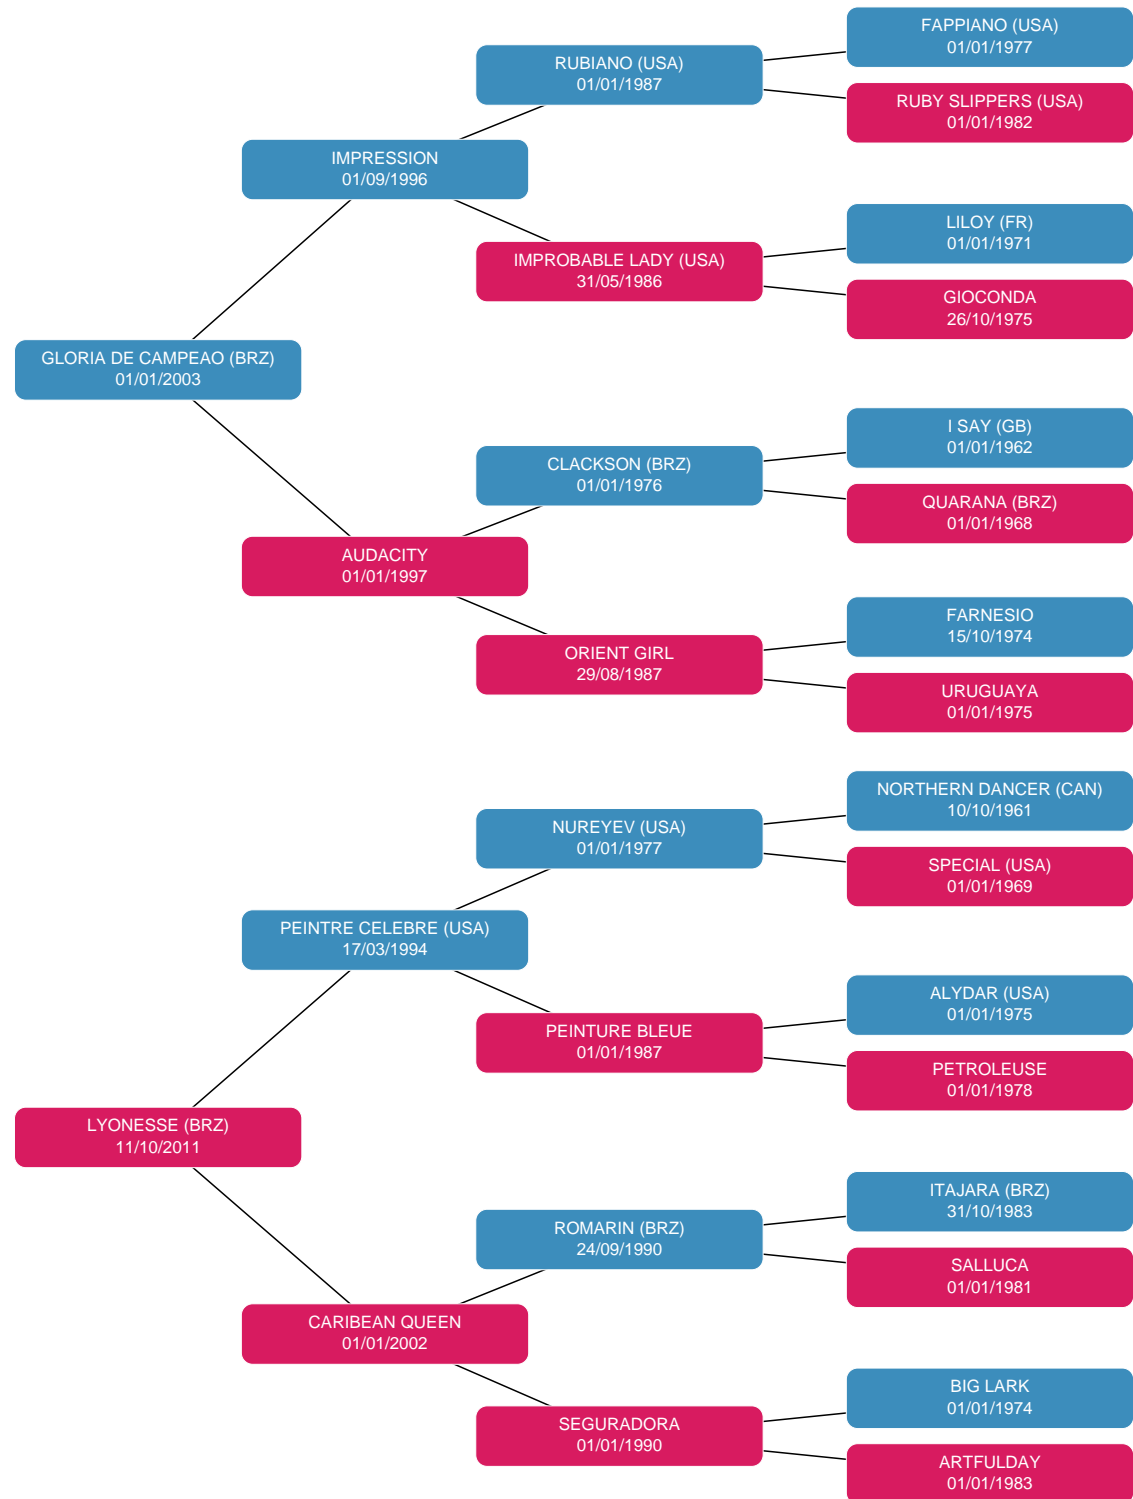 FAPPIANO (USA)
01/01/1977
RUBIANO (USA)
01/01/1987
RUBY SLIPPERS (USA)
01/01/1982
IMPRESSION
01/09/1996
LILOY (FR)
01/01/1971
IMPROBABLE LADY (USA)
31/05/1986
GIOCONDA
26/10/1975
GLORIA DE CAMPEAO (BRZ)
01/01/2003
I SAY (GB)
01/01/1962
CLACKSON (BRZ)
01/01/1976
QUARANA (BRZ)
01/01/1968
AUDACITY
01/01/1997
FARNESIO
15/10/1974
ORIENT GIRL
29/08/1987
URUGUAYA
01/01/1975
NORTHERN DANCER (CAN)
10/10/1961
NUREYEV (USA)
01/01/1977
SPECIAL (USA)
01/01/1969
PEINTRE CELEBRE (USA)
17/03/1994
ALYDAR (USA)
01/01/1975
PEINTURE BLEUE
01/01/1987
PETROLEUSE
01/01/1978
LYONESSE (BRZ)
11/10/2011
ITAJARA (BRZ)
31/10/1983
ROMARIN (BRZ)
24/09/1990
SALLUCA
01/01/1981
CARIBEAN QUEEN
01/01/2002
BIG LARK
01/01/1974
SEGURADORA
01/01/1990
ARTFULDAY
01/01/1983